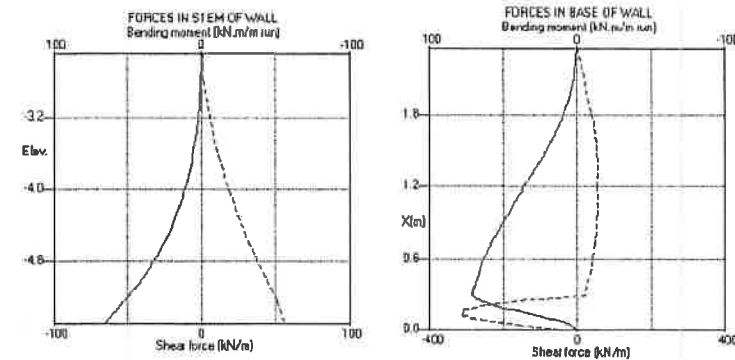 FORCES IN STEM OF WALL
Bending moment (kN.m/m run)
100 0 -100
-3.2
Elev.
-4.0
-4.8
-100 0 100
Shear force (kN/m)
FORCES IN BASE OF WALL
Bending moment (kN.m/m run)
100 0 -100
1.8
1.2
X(m)
0.6
0.0
-400 0 400
Shear force (kN/m)